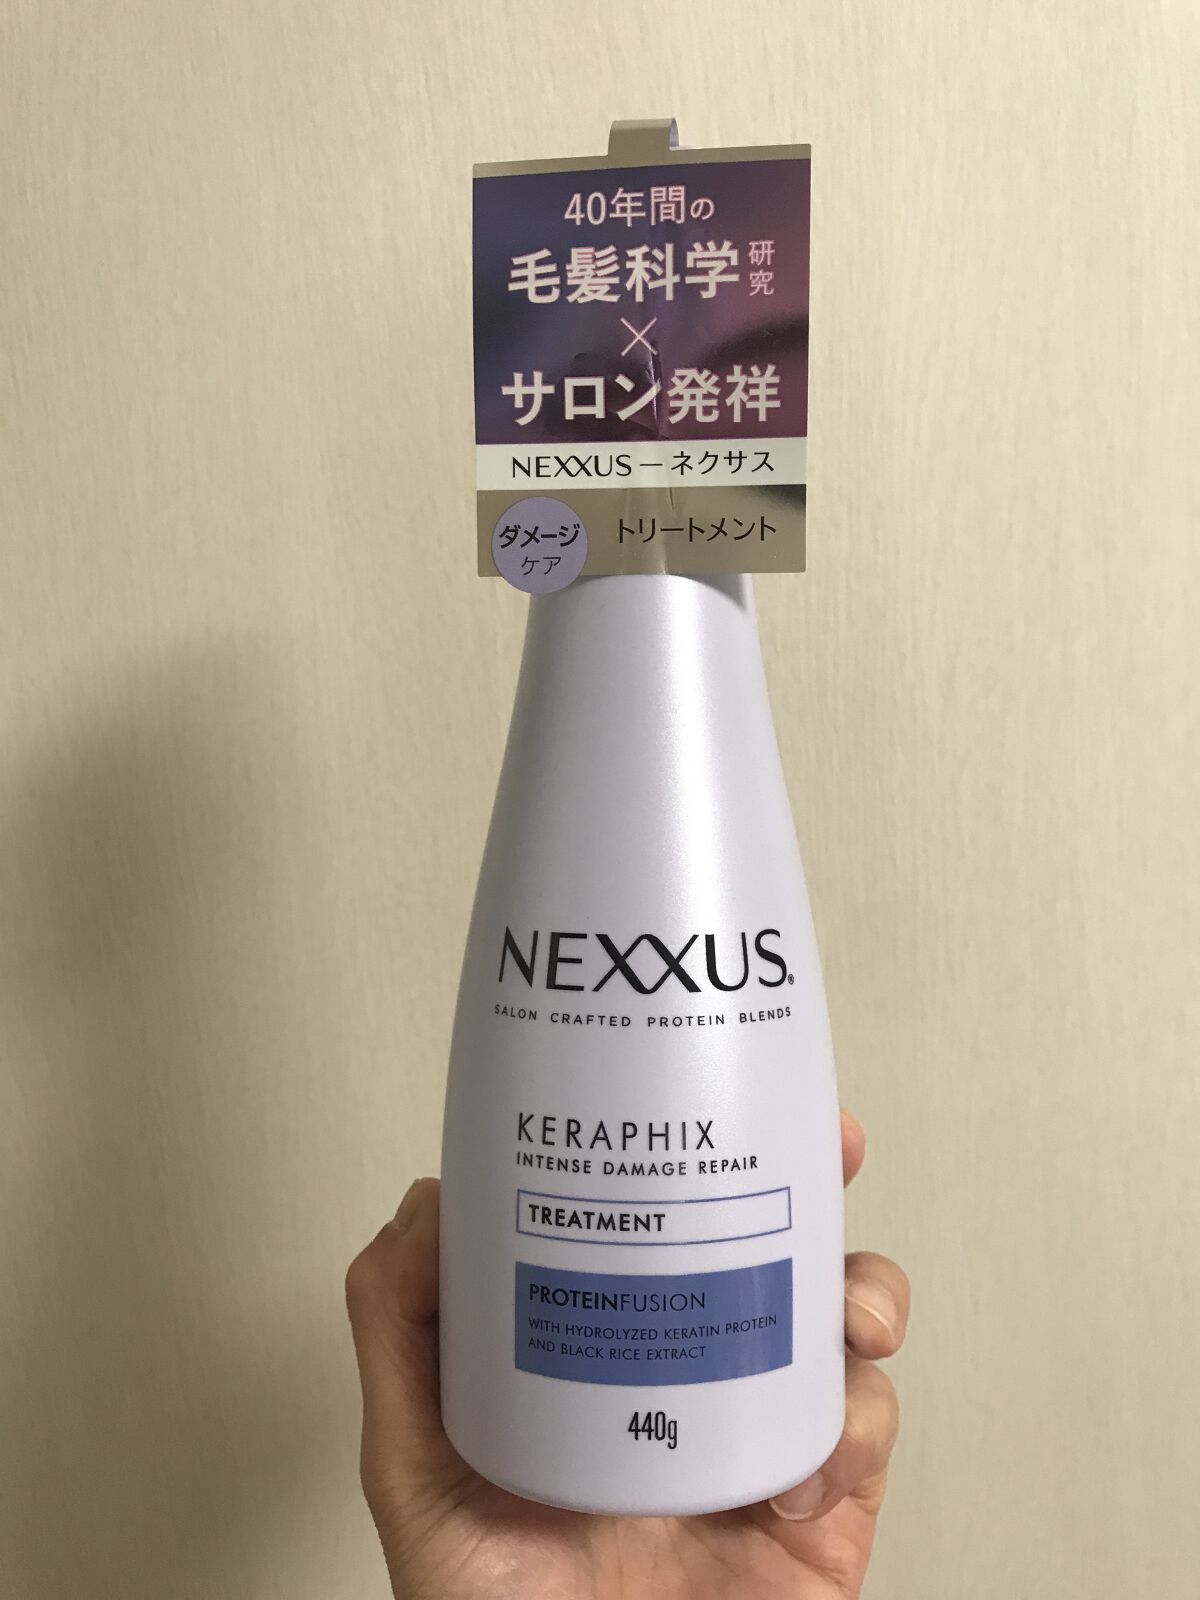 40年間の
毛髪科学研究
×
サロン発祥
NEXXUS — ネクサス
ダメージ
ケア
トリートメント
NEXXUS®
SALON CRAFTED PROTEIN BLENDS
KERAPHIX
INTENSE DAMAGE REPAIR
TREATMENT
PROTEINFUSION
WITH HYDROLYZED KERATIN PROTEIN
AND BLACK RICE EXTRACT
440g